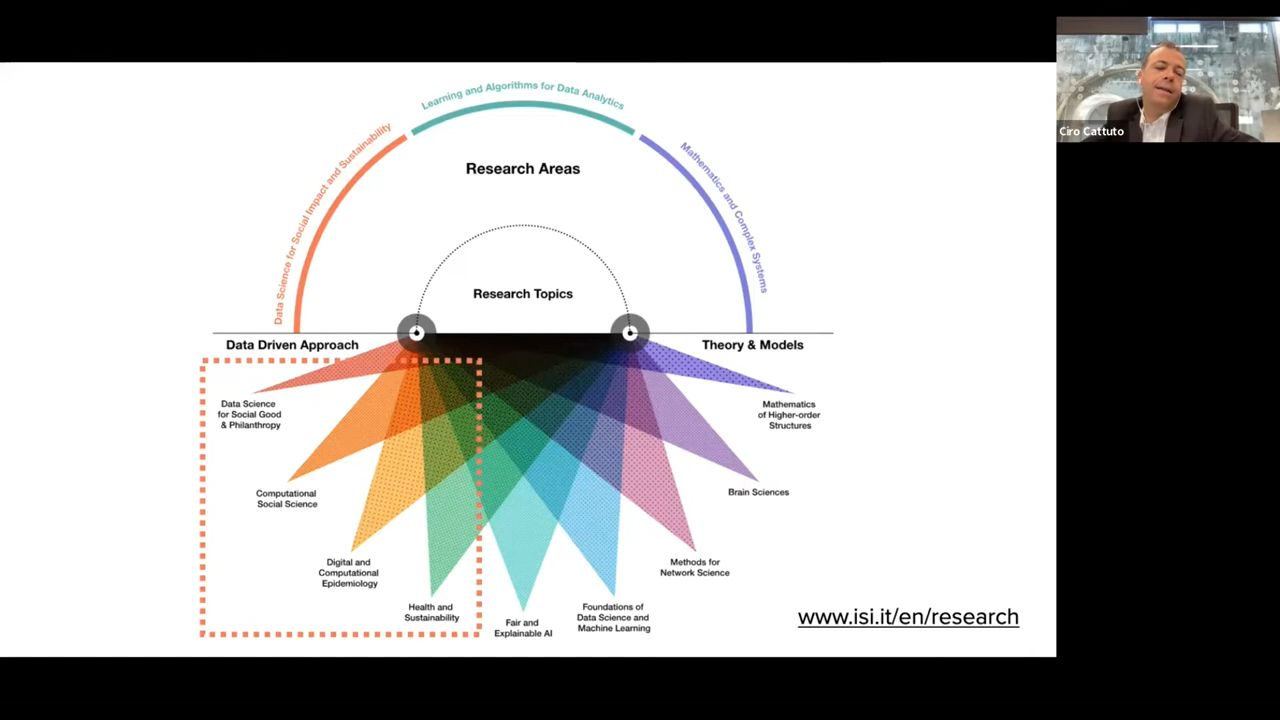 Learning and Algorithms for Data Analytics
Data Science for Social Impact and Sustainability
Mathematics and Complex Systems
Research Areas
Research Topics
Data Driven Approach
Theory & Models
Data Science
for Social Good
& Philanthropy
Computational
Social Science
Digital and
Computational
Epidemiology
Health and
Sustainability
Fair and
Explainable AI
Foundations of
Data Science and
Machine Learning
Methods for
Network Science
Brain Sciences
Mathematics
of Higher-order
Structures
www.isi.it/en/research
Ciro Cattuto